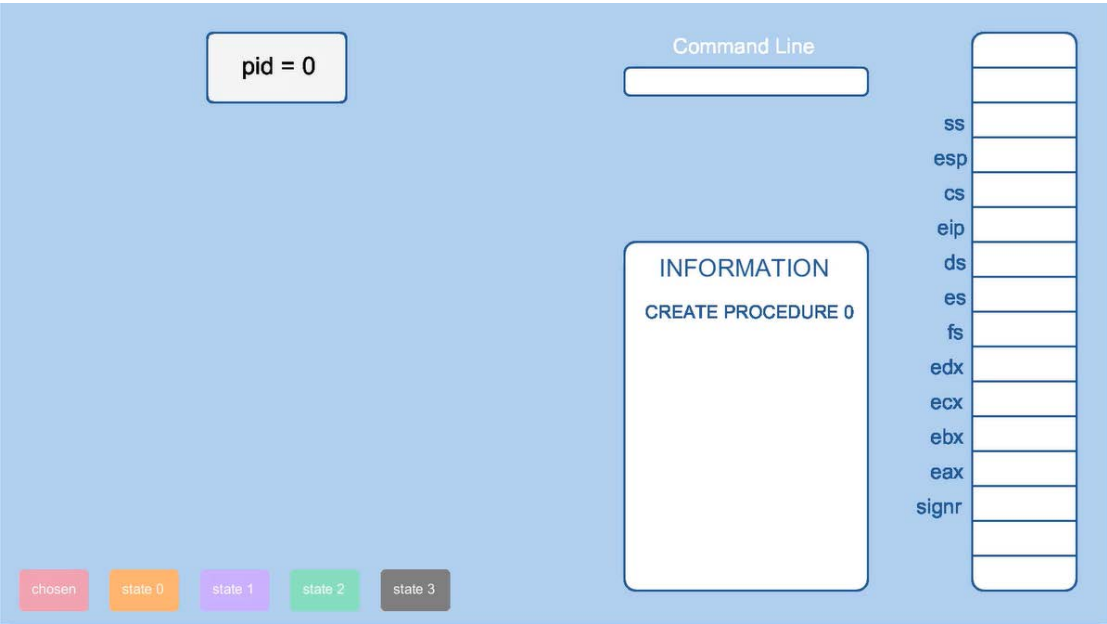 pid = 0
Command Line
ss
esp
cs
eip
ds
es
fs
edx
ecx
ebx
eax
signr
INFORMATION
CREATE PROCEDURE 0
chosen
state 0
state 1
state 2
state 3